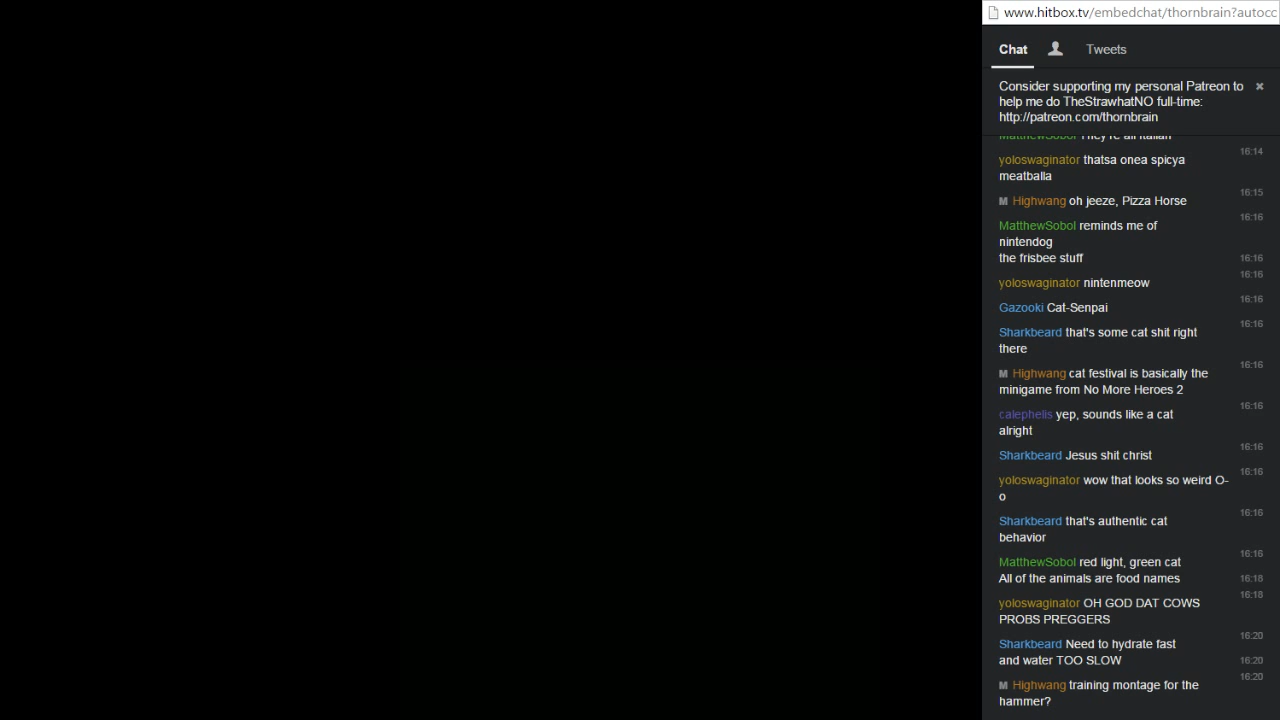 www.hitbox.tv/embedchat/thornbrain?autocc
Chat
Tweets
Consider supporting my personal Patreon to
help me do TheStrawhatNO full-time:
http://patreon.com/thornbrain
MatthewSobol They're all Italian
16:14
yoloswaginator thatsa onea spicya
meatballa
16:15
M Highwang oh jeeze, Pizza Horse
16:16
MatthewSobol reminds me of
nintendog
the frisbee stuff 16:16
16:16
yoloswaginator nintenmeow
16:16
Gazooki Cat-Senpai
16:16
Sharkbeard that's some cat shit right
there
16:16
M Highwang cat festival is basically the
minigame from No More Heroes 2
16:16
calephelis yep, sounds like a cat
alright
16:16
Sharkbeard Jesus shit christ
16:16
yoloswaginator wow that looks so weird O-
o
16:16
Sharkbeard that's authentic cat
behavior
16:16
MatthewSobol red light, green cat
All of the animals are food names 16:18
16:18
yoloswaginator OH GOD DAT COWS
PROBS PREGGERS
16:20
Sharkbeard Need to hydrate fast
and water TOO SLOW 16:20
16:20
M Highwang training montage for the
hammer?